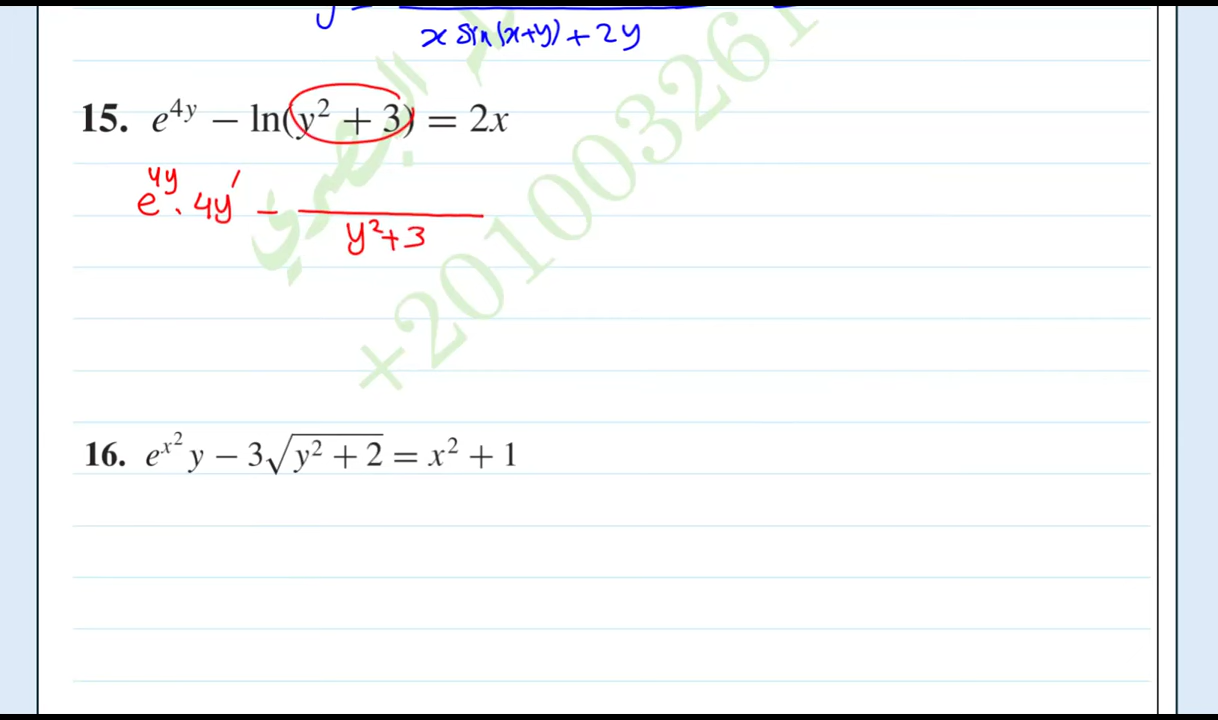 x sin(x+y) + 2y
15. e^{4y} − ln(y² + 3) = 2x
e^{4y} . 4y' − ____ / y²+3
16. e^{x²} y − 3√(y² + 2) = x² + 1
+201003261